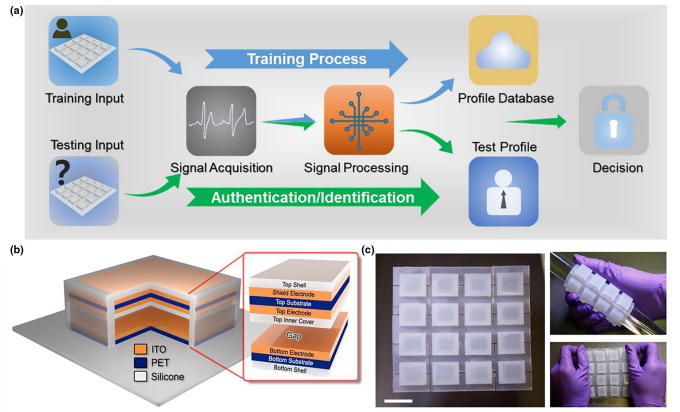 (a)
Training Process
Training Input
Profile Database
Testing Input
Signal Acquisition
Signal Processing
Test Profile
Decision
Authentication/Identification
(b)
Top Shell
Shield Electrode
Top Substrate
Top Electrode
Top Inner Cover
Gap
Bottom Electrode
Bottom Substrate
Bottom Shell
ITO
PET
Silicone
(c)